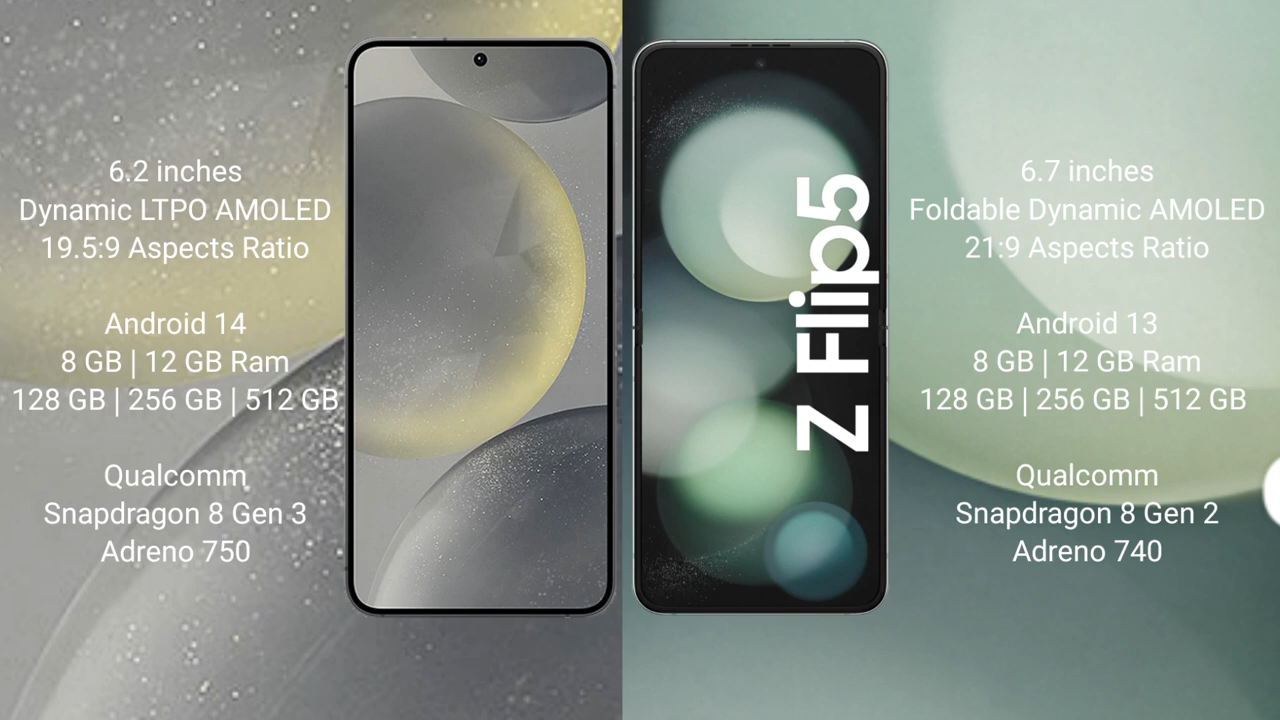 6.2 inches
Dynamic LTPO AMOLED
19.5:9 Aspects Ratio
Android 14
8 GB | 12 GB Ram
128 GB | 256 GB | 512 GB
Qualcomm
Snapdragon 8 Gen 3
Adreno 750
Z Flip5
6.7 inches
Foldable Dynamic AMOLED
21:9 Aspects Ratio
Android 13
8 GB | 12 GB Ram
128 GB | 256 GB | 512 GB
Qualcomm
Snapdragon 8 Gen 2
Adreno 740